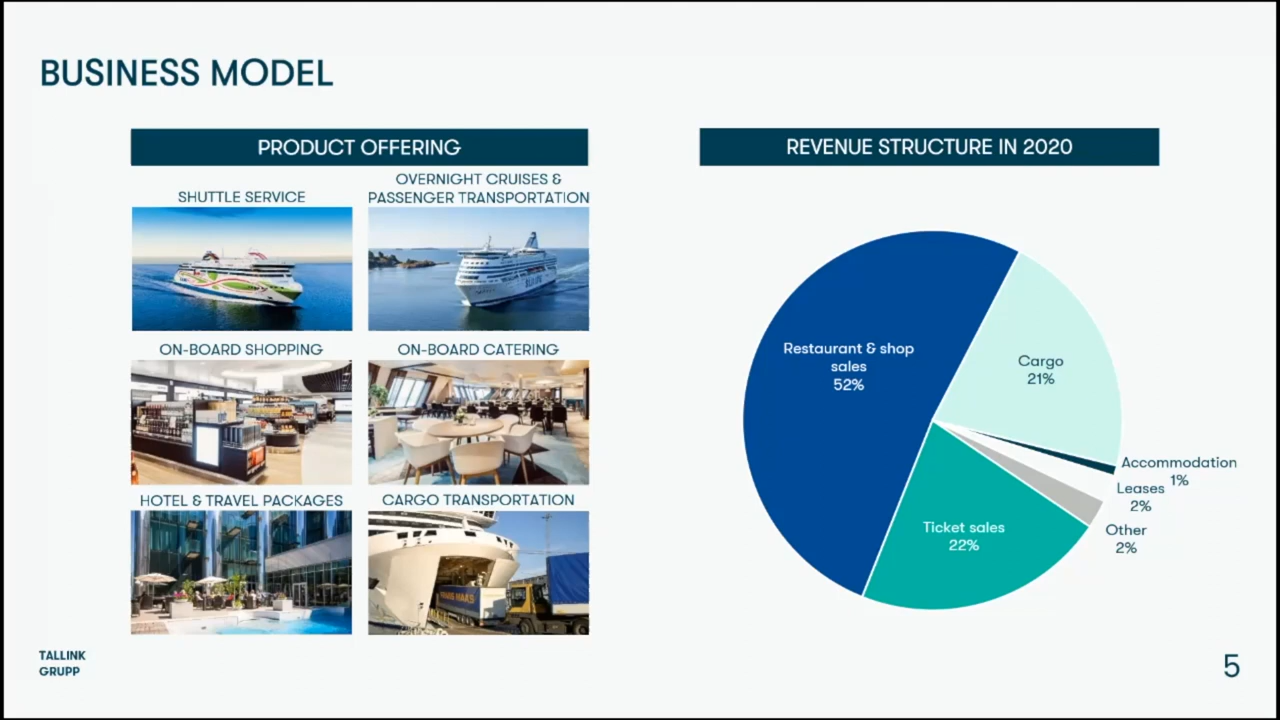 BUSINESS MODEL
PRODUCT OFFERING
SHUTTLE SERVICE
OVERNIGHT CRUISES &
PASSENGER TRANSPORTATION
ON-BOARD SHOPPING
ON-BOARD CATERING
HOTEL & TRAVEL PACKAGES
CARGO TRANSPORTATION
REVENUE STRUCTURE IN 2020
Restaurant & shop
sales
52%
Cargo
21%
Accommodation
1%
Leases
2%
Other
2%
Ticket sales
22%
TALLINK
GRUPP
5